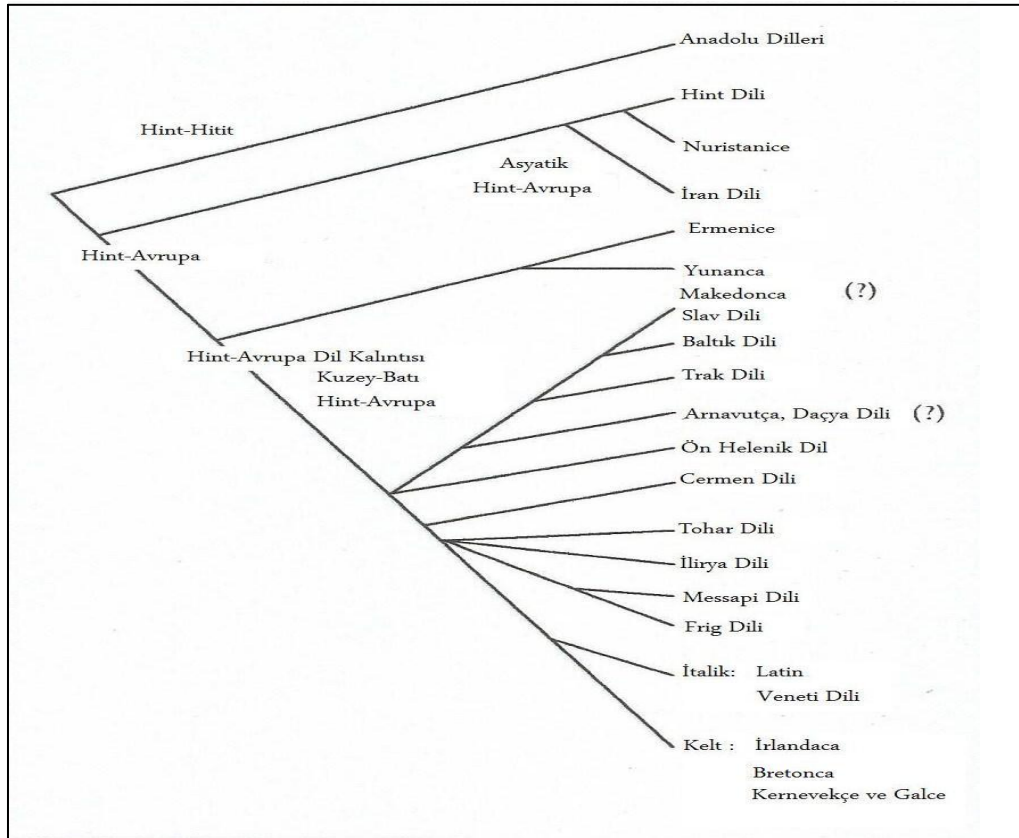 Anadolu Dilleri
Hint Dili
Hint-Hitit
Nuristanice
Asyatik
Hint-Avrupa
İran Dili
Ermenice
Hint-Avrupa
Yunanca
Makedonca (?)
Slav Dili
Baltık Dili
Hint-Avrupa Dil Kalıntısı
Kuzey-Batı
Hint-Avrupa
Trak Dili
Arnavutça, Daçya Dili (?)
Ön Helenik Dil
Cermen Dili
Tohar Dili
İlirya Dili
Messapi Dili
Frig Dili
İtalik: Latin
Veneti Dili
Kelt : İrlandaca
Bretonca
Kernevekçe ve Galce